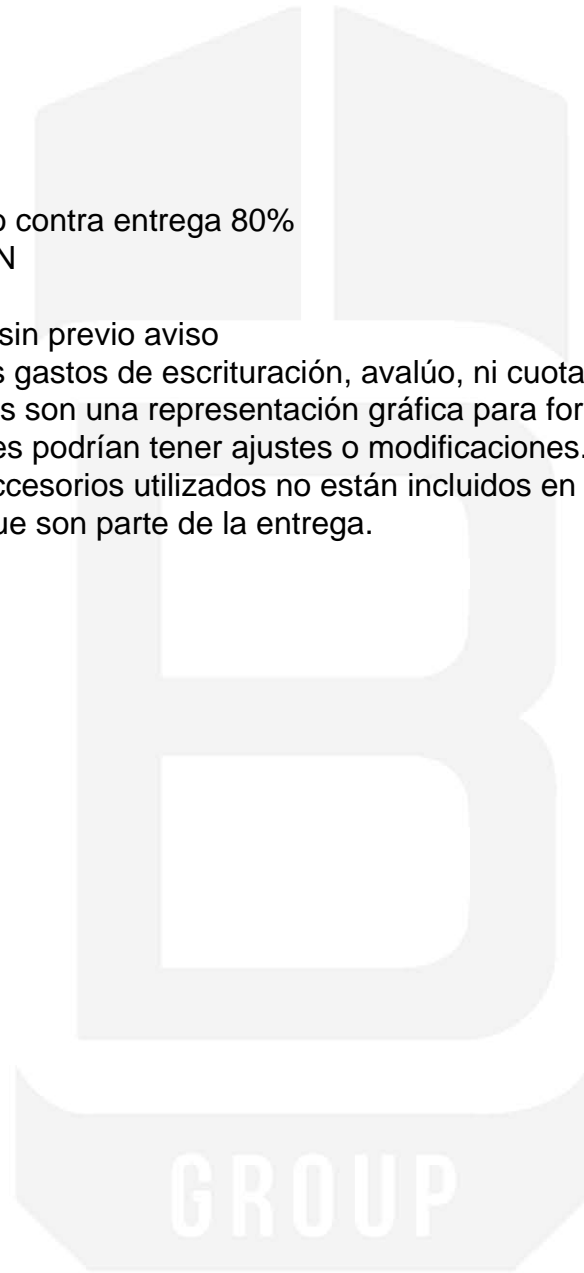 o contra entrega 80%
N
sin previo aviso
s gastos de escrituración, avalúo, ni cuota
s son una representación gráfica para for
es podrían tener ajustes o modificaciones.
ccesorios utilizados no están incluidos en
ue son parte de la entrega.
B
GROUP